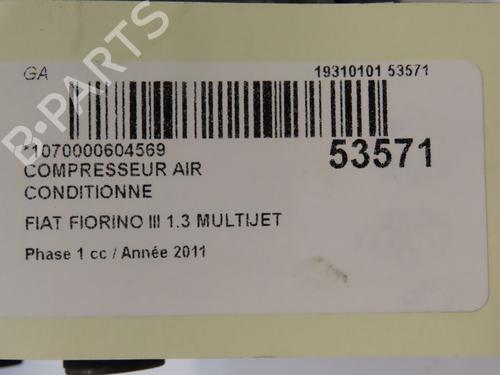 GA
19310101 53571
*1070000604569
53571
COMPRESSEUR AIR
CONDITIONNE
FIAT FIORINO III 1.3 MULTIJET
Phase 1 cc / Année 2011
B-PARTS